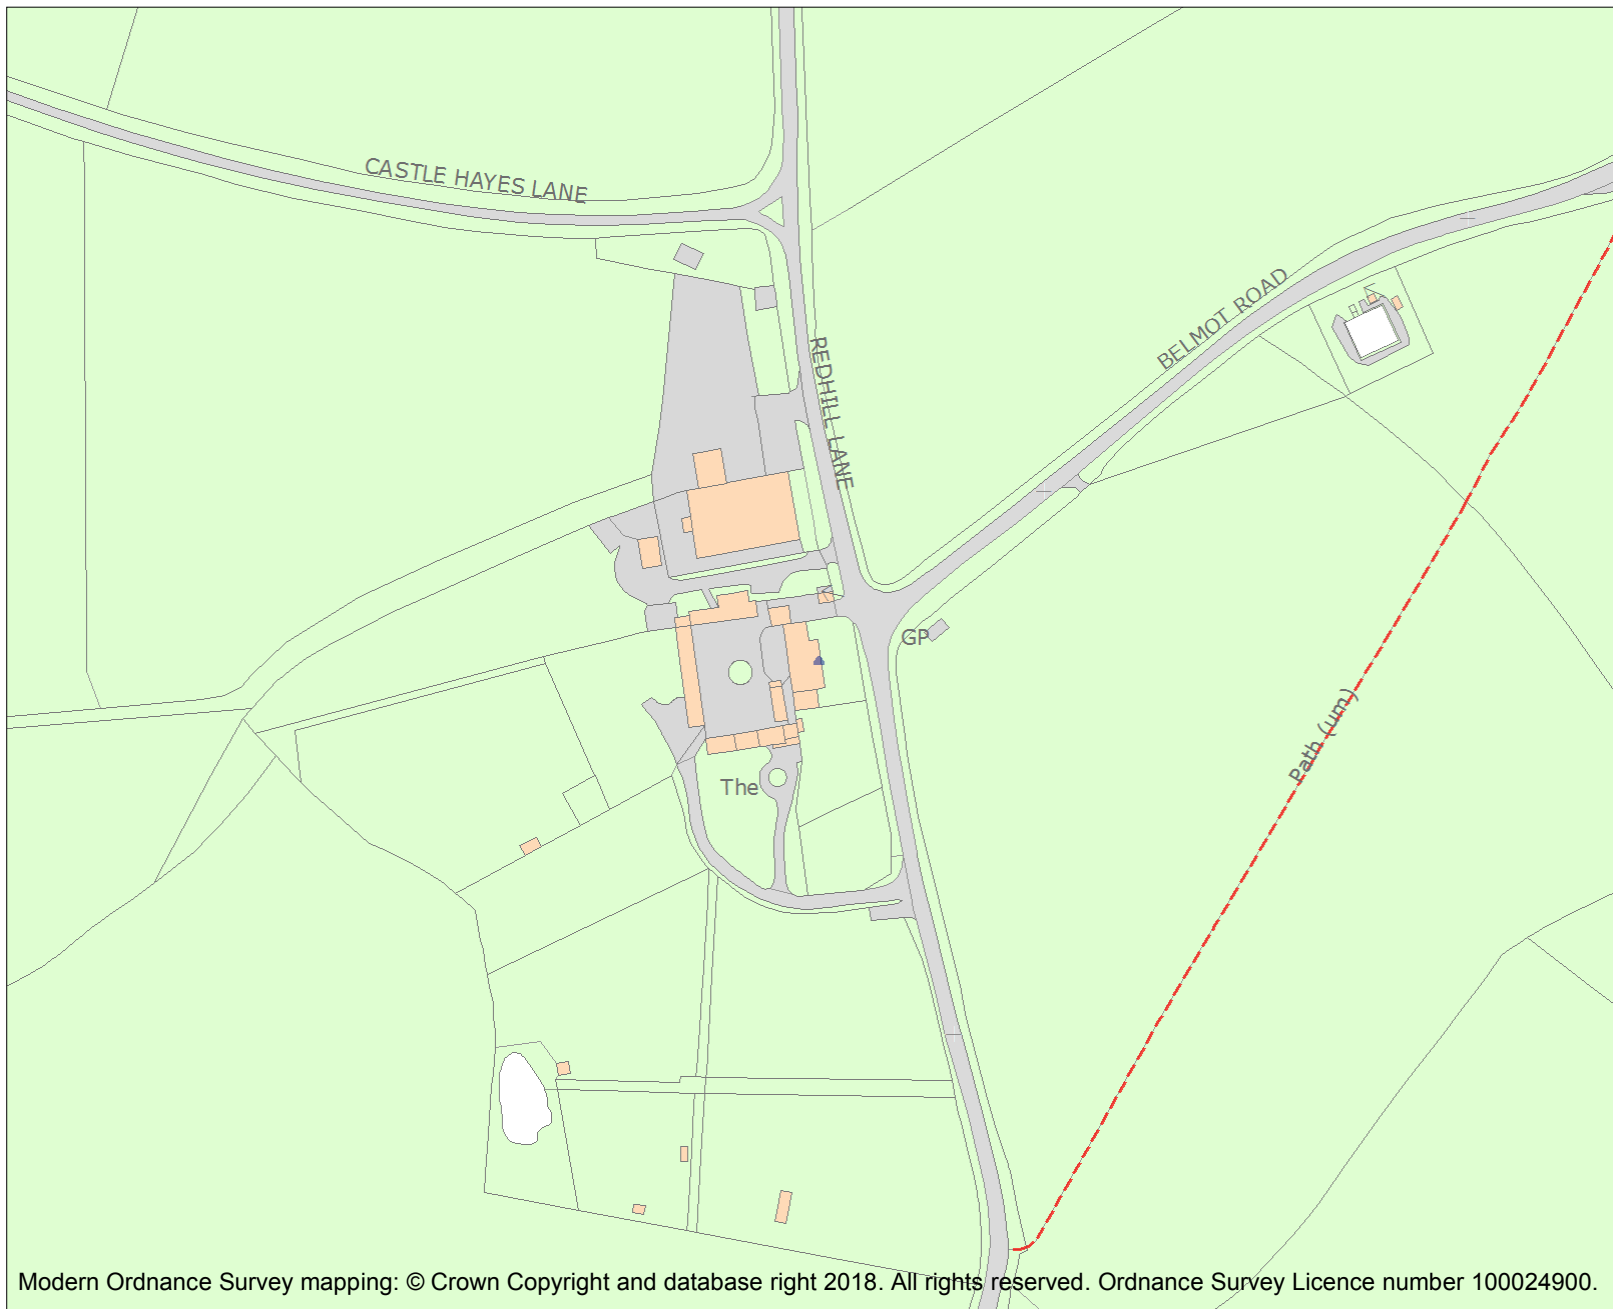 CASTLE HAYES LANE
REDHILL LANE
BELMOT ROAD
GP
Path (um)
The
Modern Ordnance Survey mapping: © Crown Copyright and database right 2018. All rights reserved. Ordnance Survey Licence number 100024900.